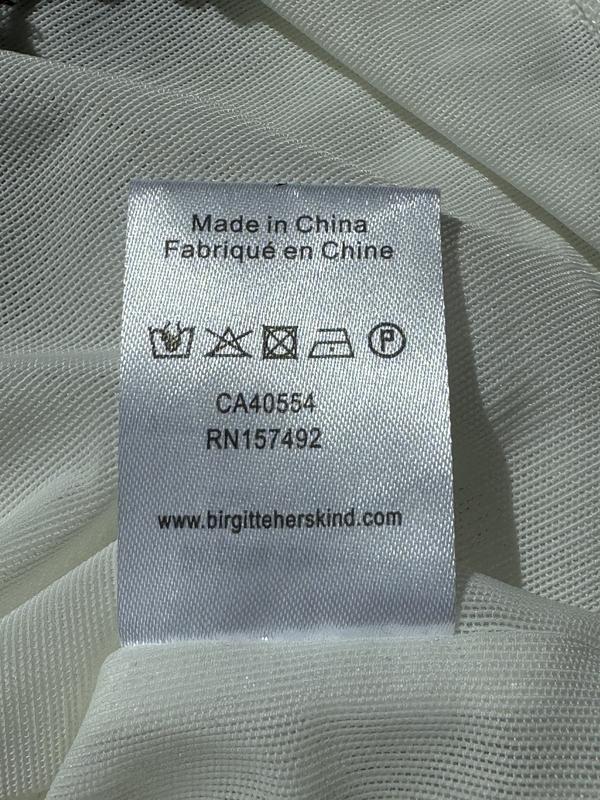 Made in China
Fabriqué en Chine
P
CA40554
RN157492
www.birgitteherskind.com